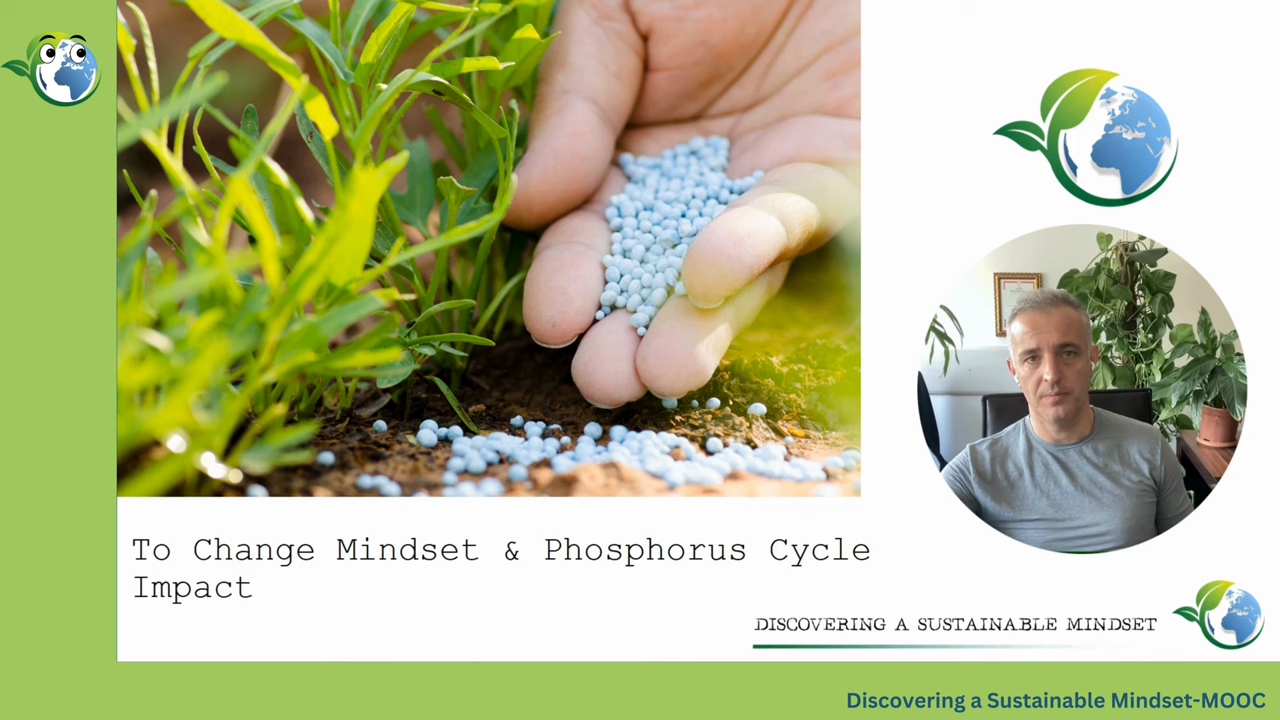 To Change Mindset & Phosphorus Cycle
Impact
DISCOVERING A SUSTAINABLE MINDSET
Discovering a Sustainable Mindset-MOOC